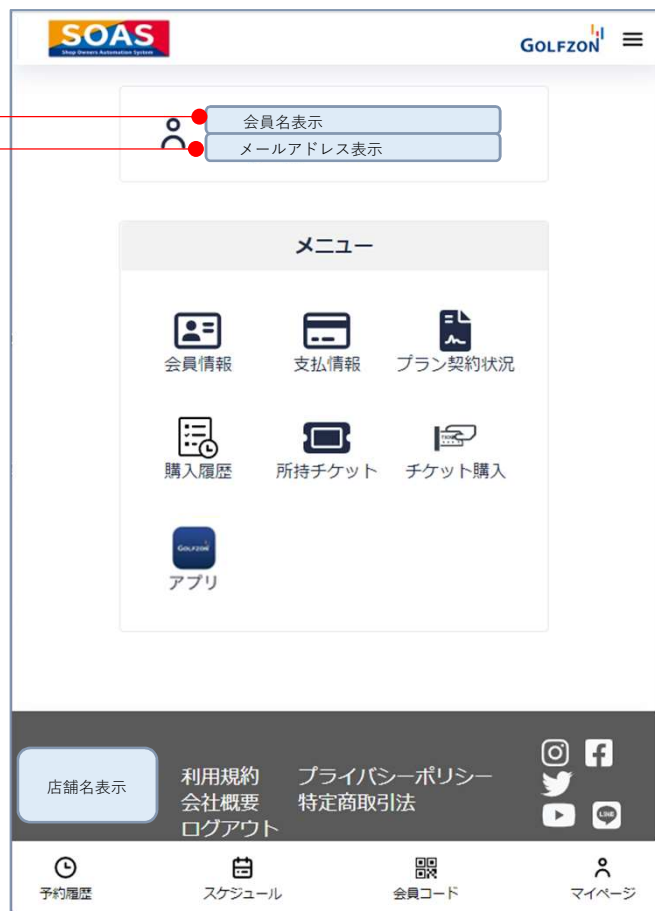 SOAS
Shop Owners Automation System
GOLFZON
会員名表示
メールアドレス表示
メニュー
会員情報
支払情報
プラン契約状況
購入履歴
所持チケット
チケット購入
GOLFZON
アプリ
店舗名表示
利用規約
プライバシーポリシー
会社概要
特定商取引法
ログアウト
LINE
予約履歴
スケジュール
会員コード
マイページ